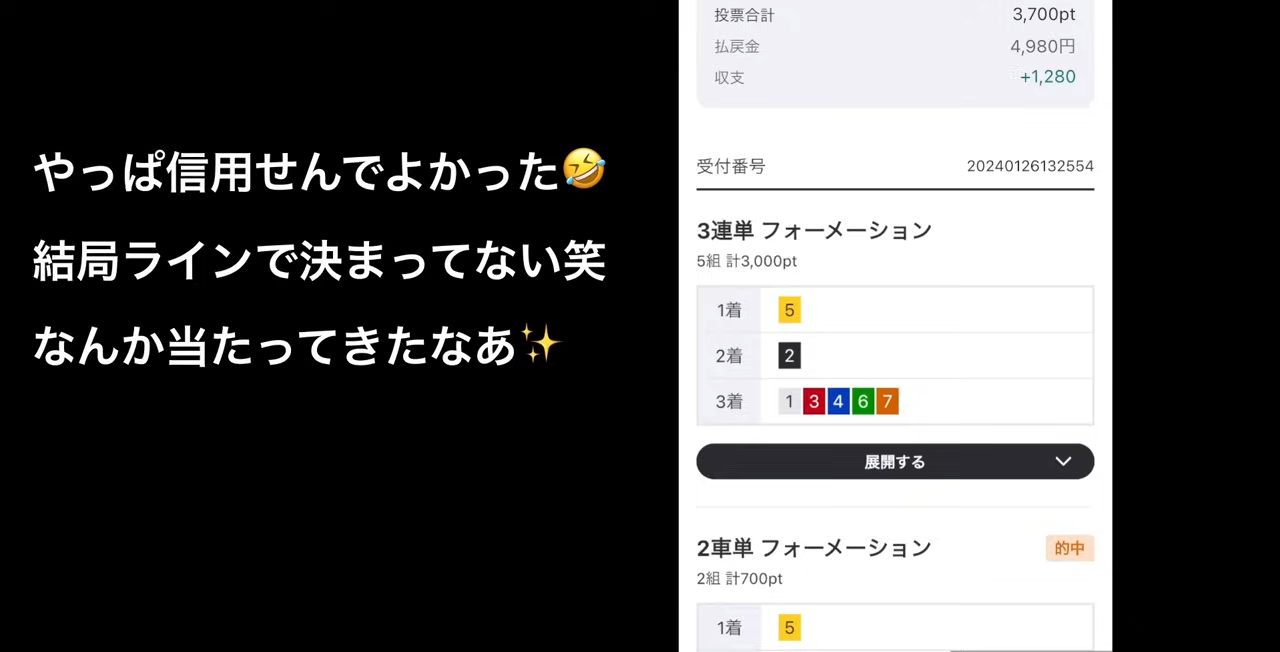 やっぱ信用せんでよかった🤣
結局ラインで決まってない笑
なんか当たってきたなあ✨
投票合計 3,700pt
払戻金 4,980円
収支 +1,280
受付番号 20240126132554
3連単 フォーメーション
5組 計3,000pt
1着 5
2着 2
3着 1 3 4 6 7
展開する
2車単 フォーメーション 的中
2組 計700pt
1着 5